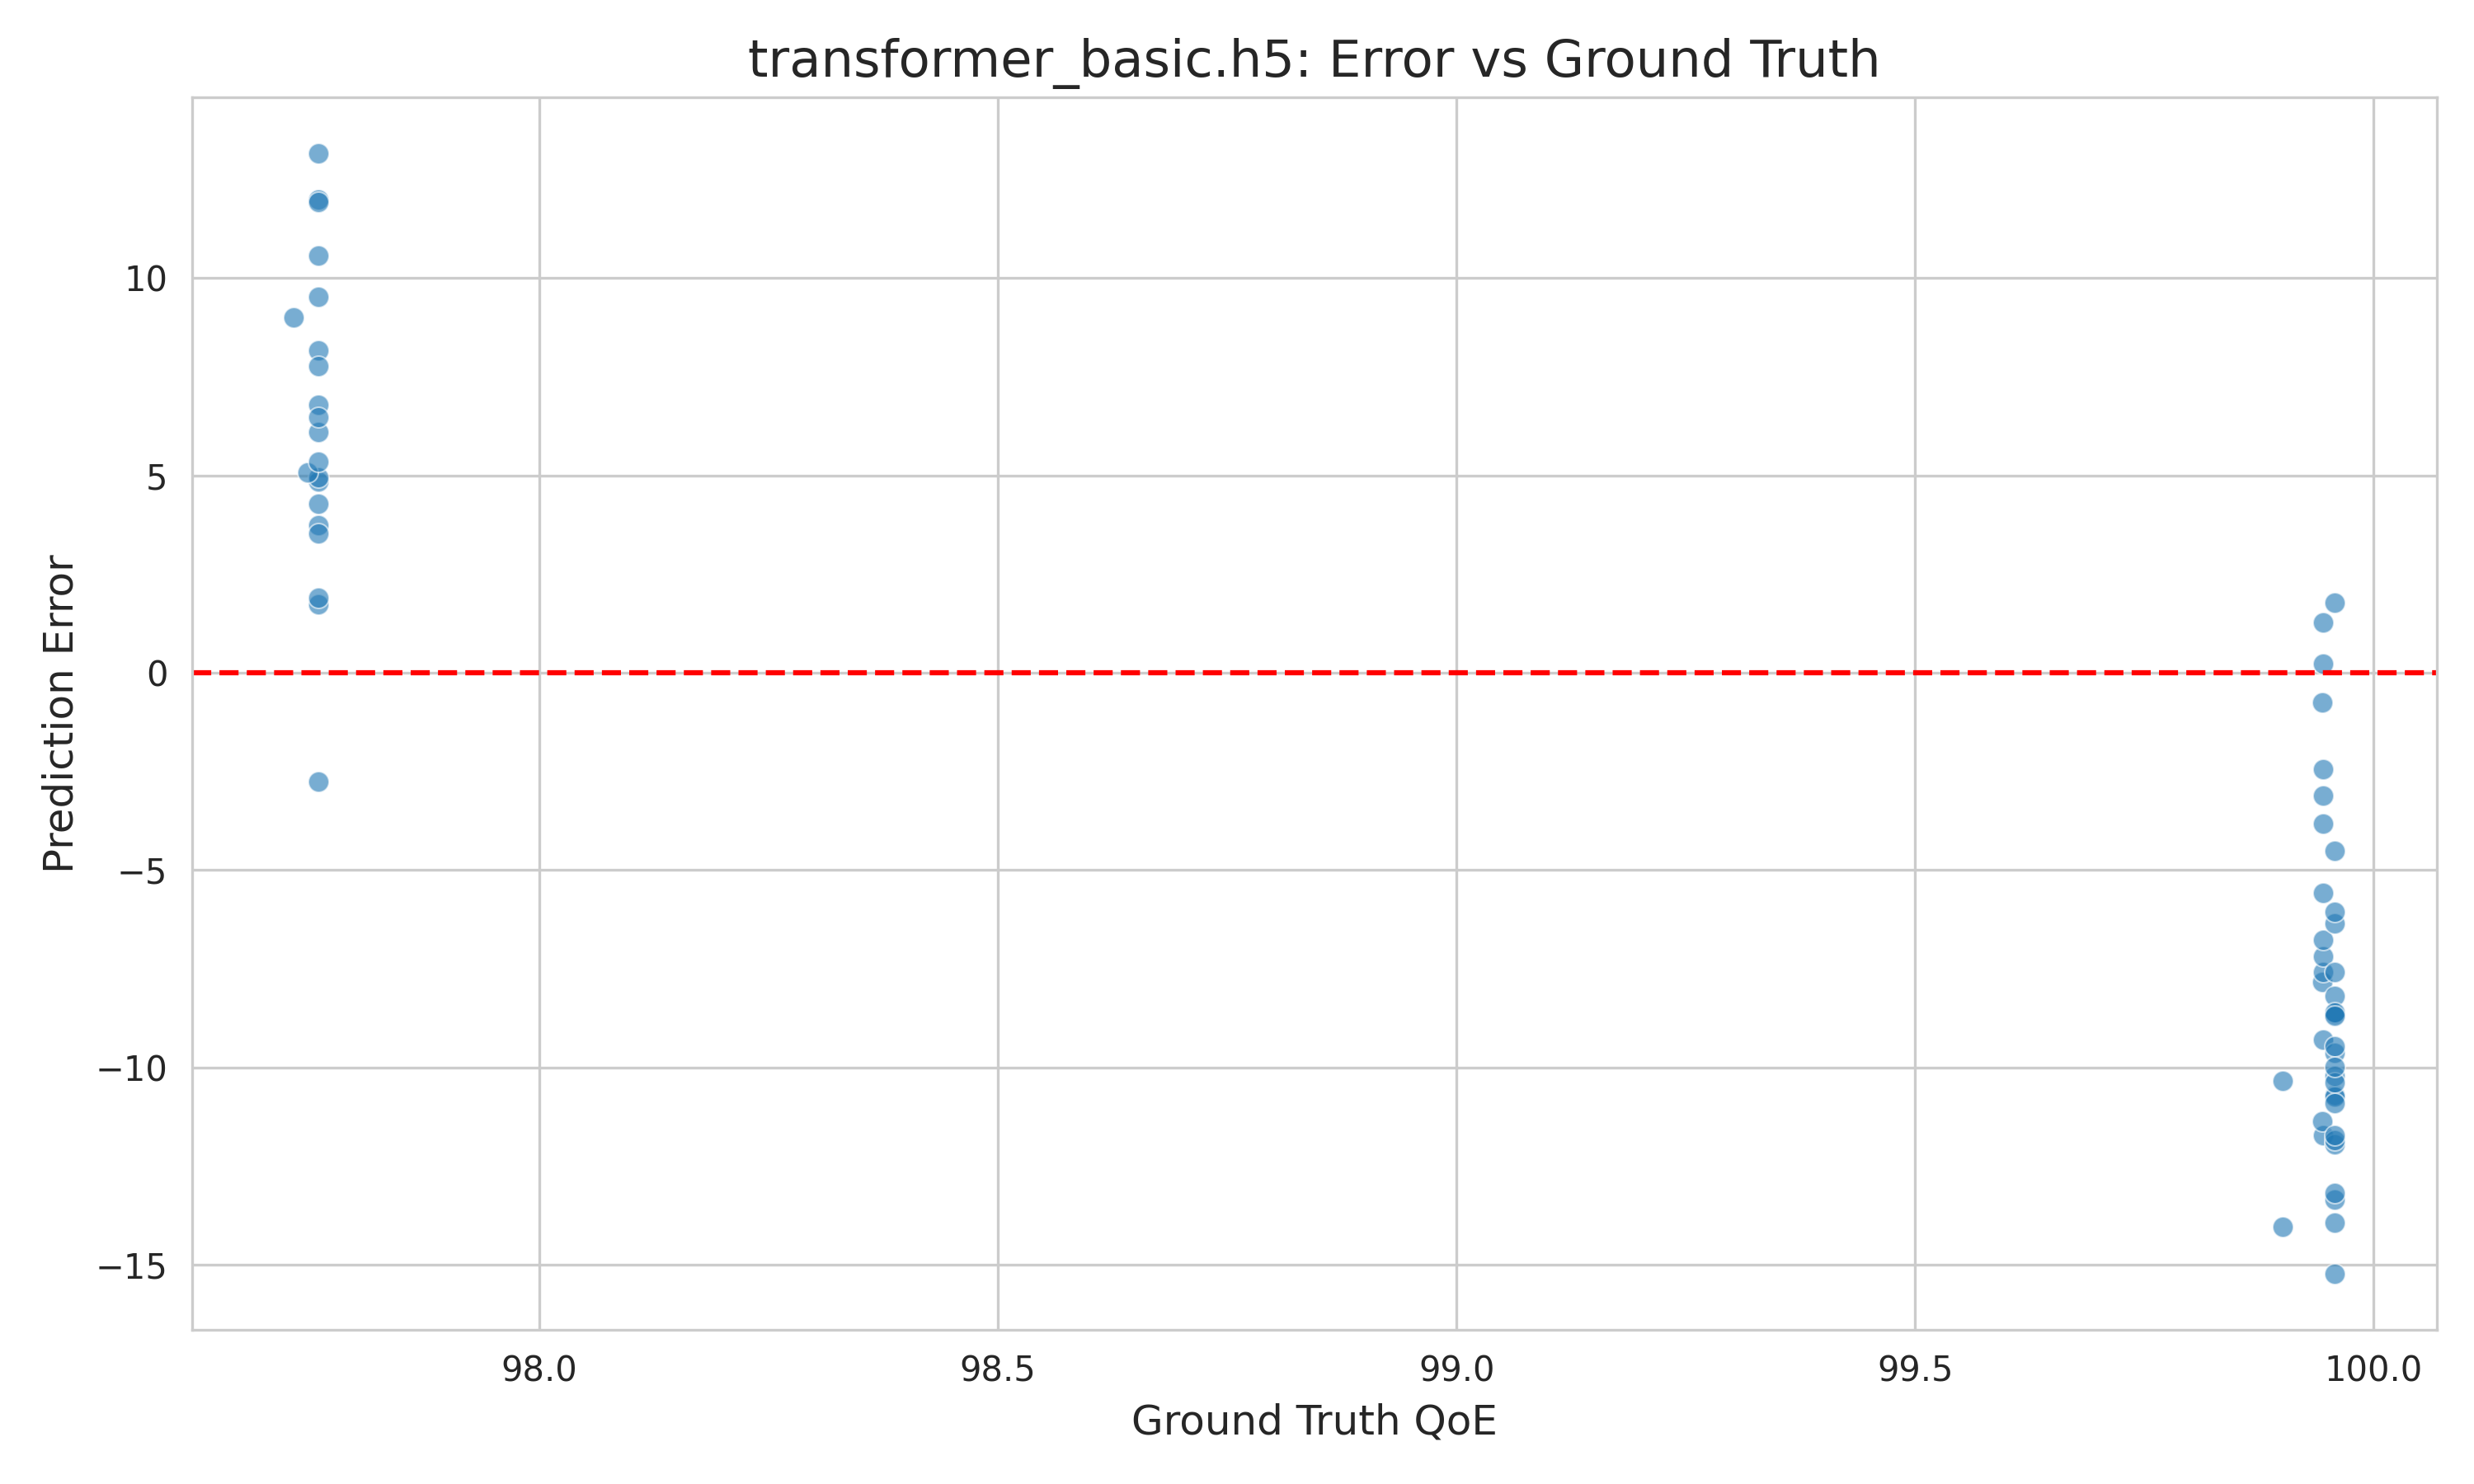 transformer_basic.h5: Error vs Ground Truth
Prediction Error
10
5
0
−5
−10
−15
98.0 98.5 99.0 99.5 100.0
Ground Truth QoE